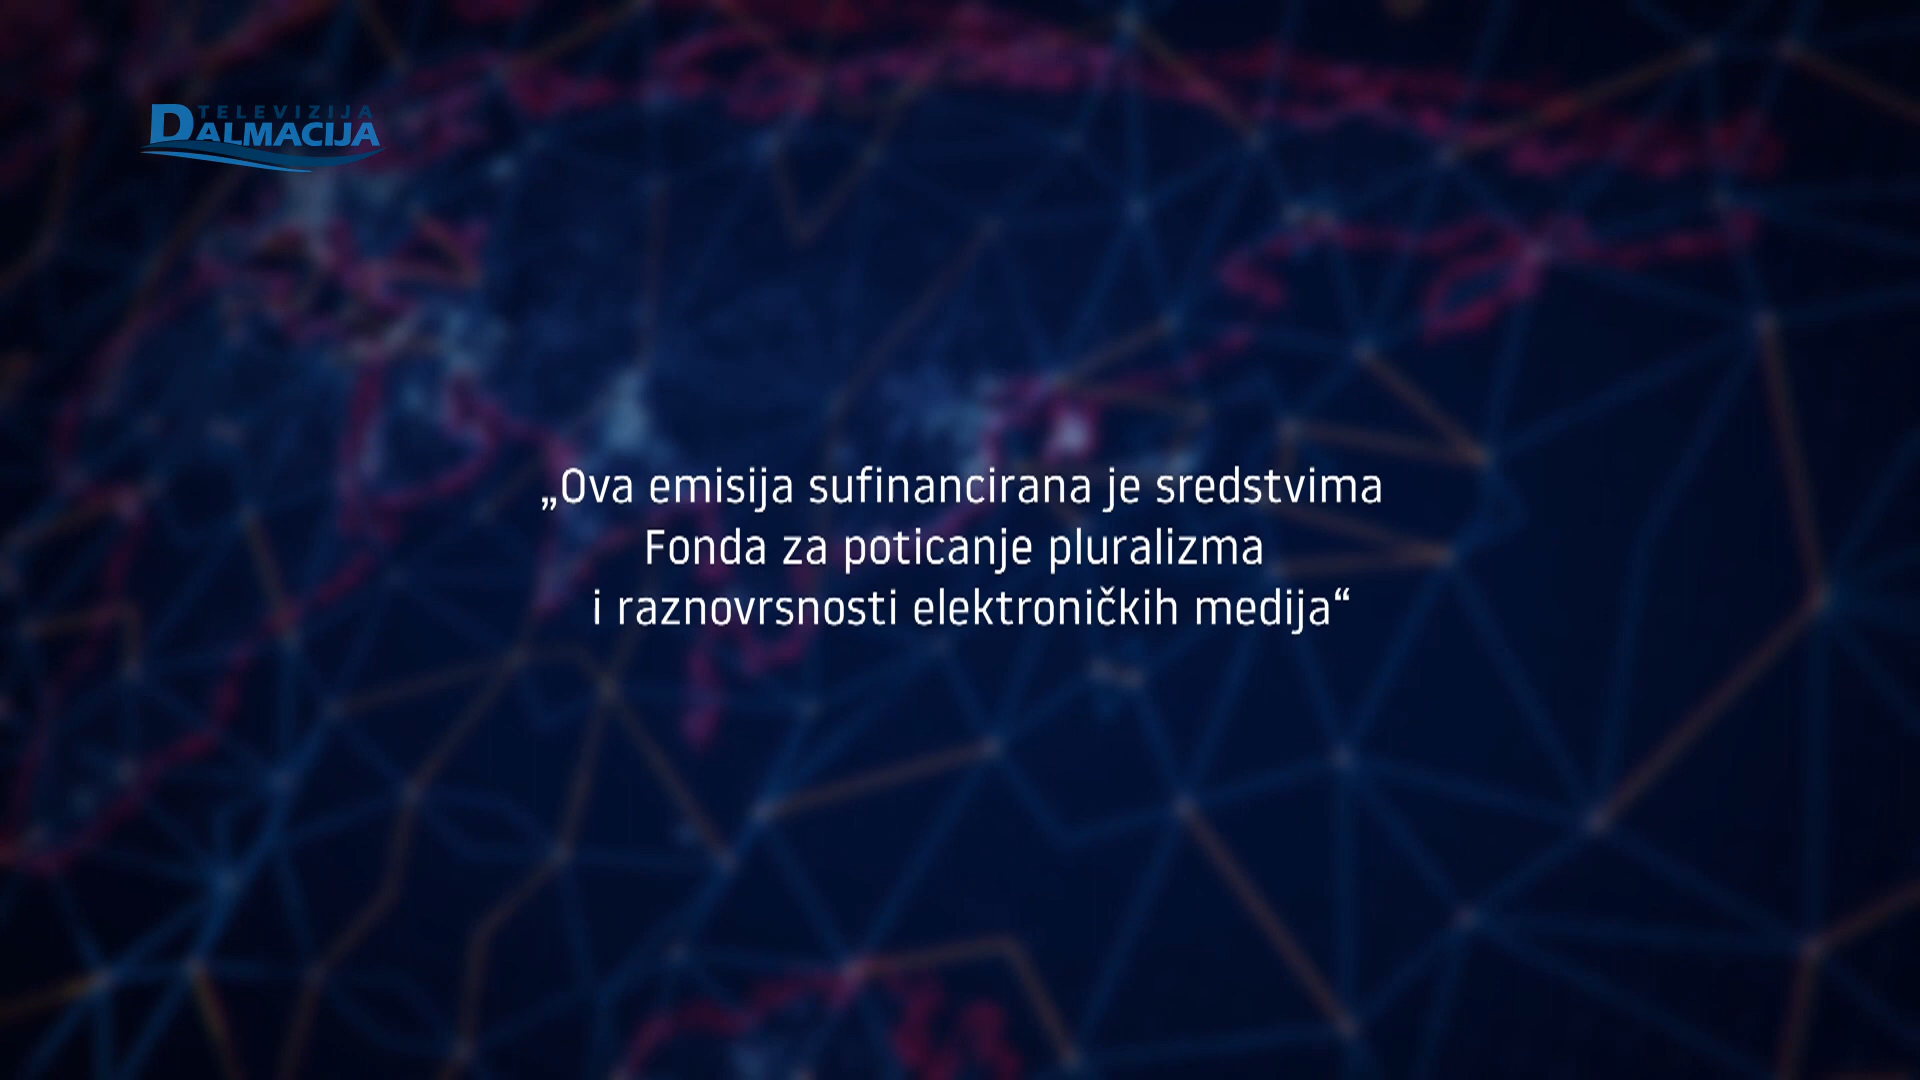 TELEVIZIJA
DALMACIJA
„Ova emisija sufinancirana je sredstvima
Fonda za poticanje pluralizma
i raznovrsnosti elektroničkih medija“